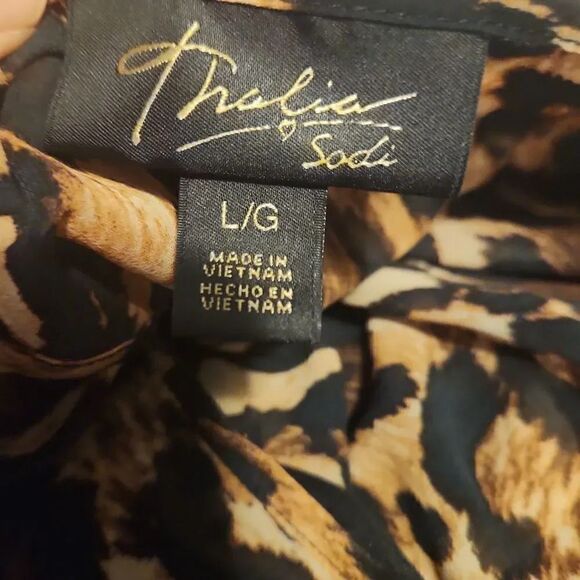 Thalia
Sodi
L/G
MADE IN
VIETNAM
HECHO EN
VIETNAM